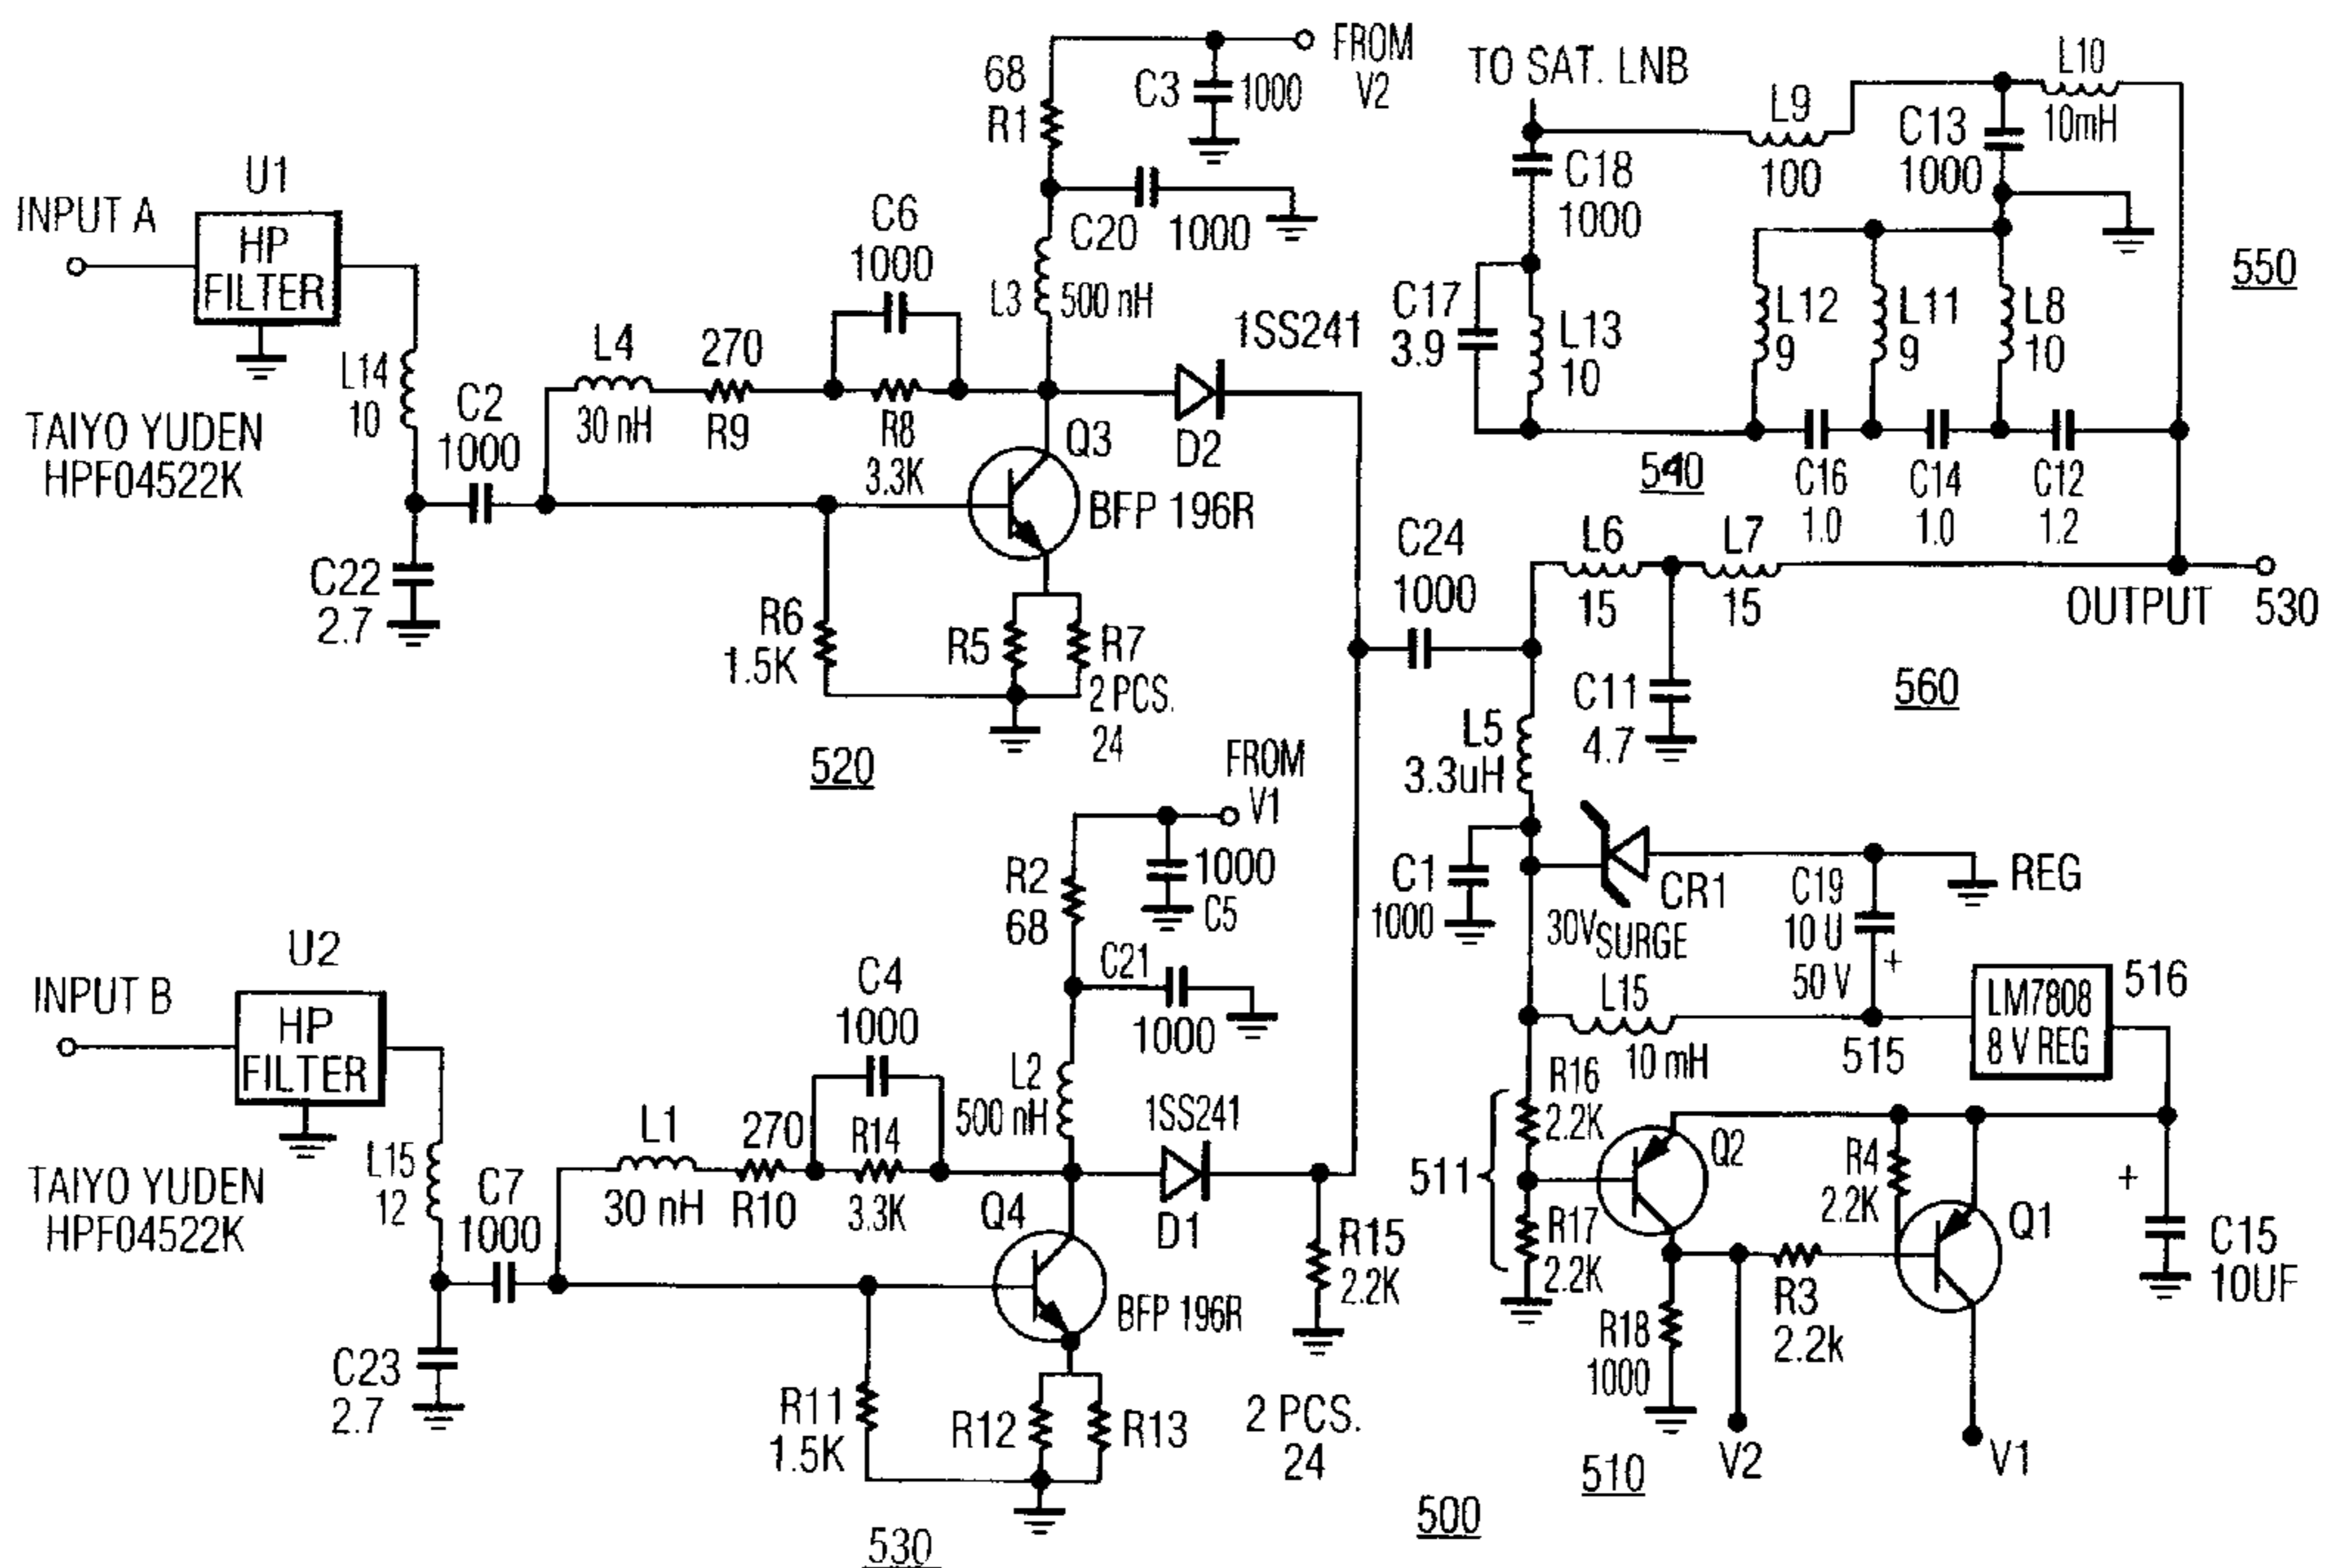 FROM
V2
68
R1
C3
1000
C20
1000
INPUT A
U1
HP
FILTER
TAIYO YUDEN
HPF04522K
L14
10
C2
1000
C22
2.7
L4
30 nH
270
R9
C6
1000
R8
3.3K
L3
500 nH
1SS241
D2
Q3
BFP 196R
R6
1.5K
R5
R7
2 PCS.
24
520
TO SAT. LNB
L9
100
L10
10mH
C13
1000
C18
1000
C17
3.9
L13
10
L12
9
L11
9
L8
10
550
540
C16
1.0
C14
1.0
C12
1.2
C24
1000
L6
15
L7
15
OUTPUT
530
C11
4.7
560
L5
3.3uH
C1
1000
30V SURGE
CR1
C19
10 U
50 V
+
REG
L15
10 mH
515
LM7808
8 V REG
516
FROM
V1
R2
68
1000
C5
C21
1000
INPUT B
U2
HP
FILTER
TAIYO YUDEN
HPF04522K
L15
12
C7
1000
C23
2.7
L1
30 nH
270
R10
C4
1000
R14
3.3K
L2
500 nH
1SS241
D1
Q4
BFP 196R
R15
2.2K
R11
1.5K
R12
R13
2 PCS.
24
530
511
R16
2.2K
R17
2.2K
Q2
R4
2.2K
Q1
+
C15
10UF
R18
1000
R3
2.2k
V2
V1
510
500